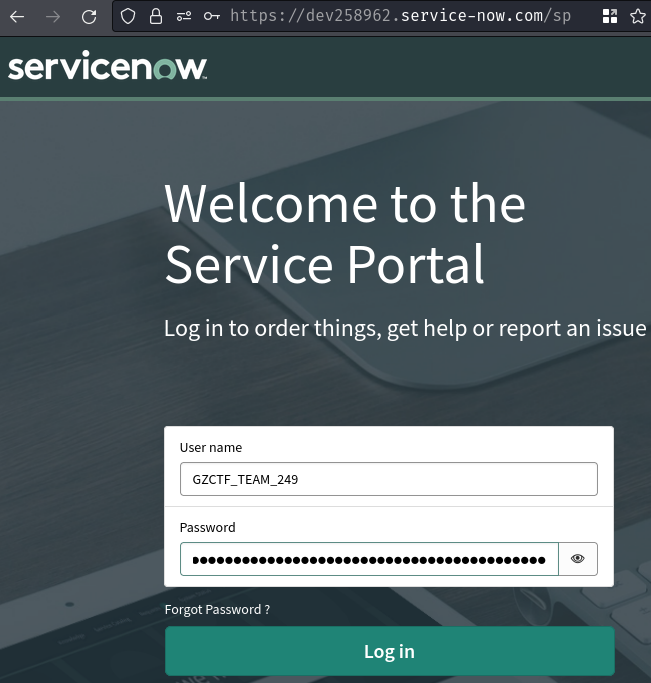 https://dev258962.service-now.com/sp
servicenow
Welcome to the
Service Portal
Log in to order things, get help or report an issue
User name
GZCTF_TEAM_249
Password
Forgot Password ?
Log in